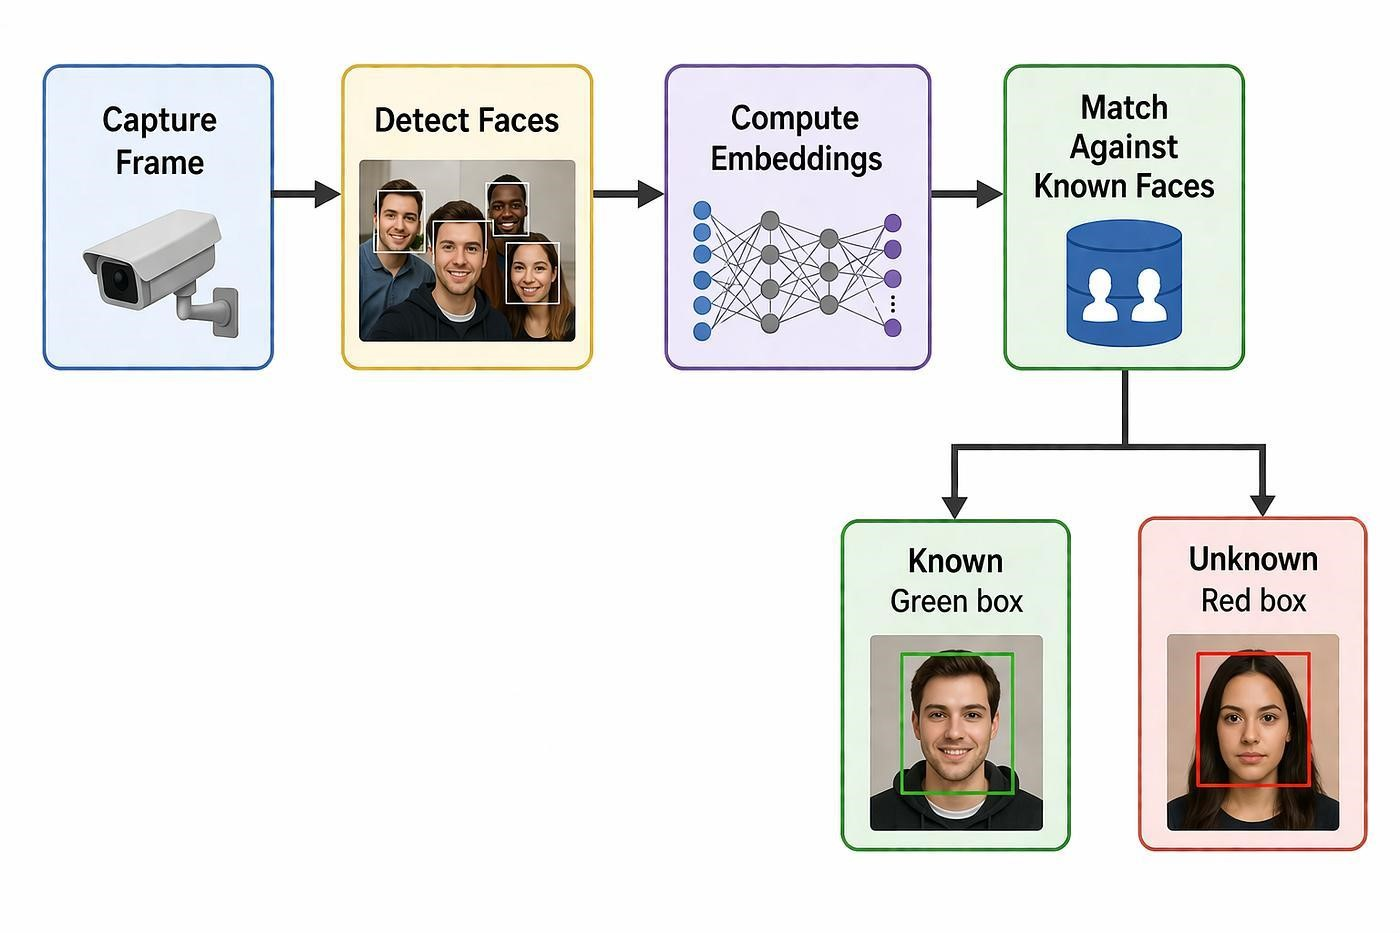 Capture
Frame
Detect Faces
Compute
Embeddings
Match
Against
Known Faces
Known
Green box
Unknown
Red box